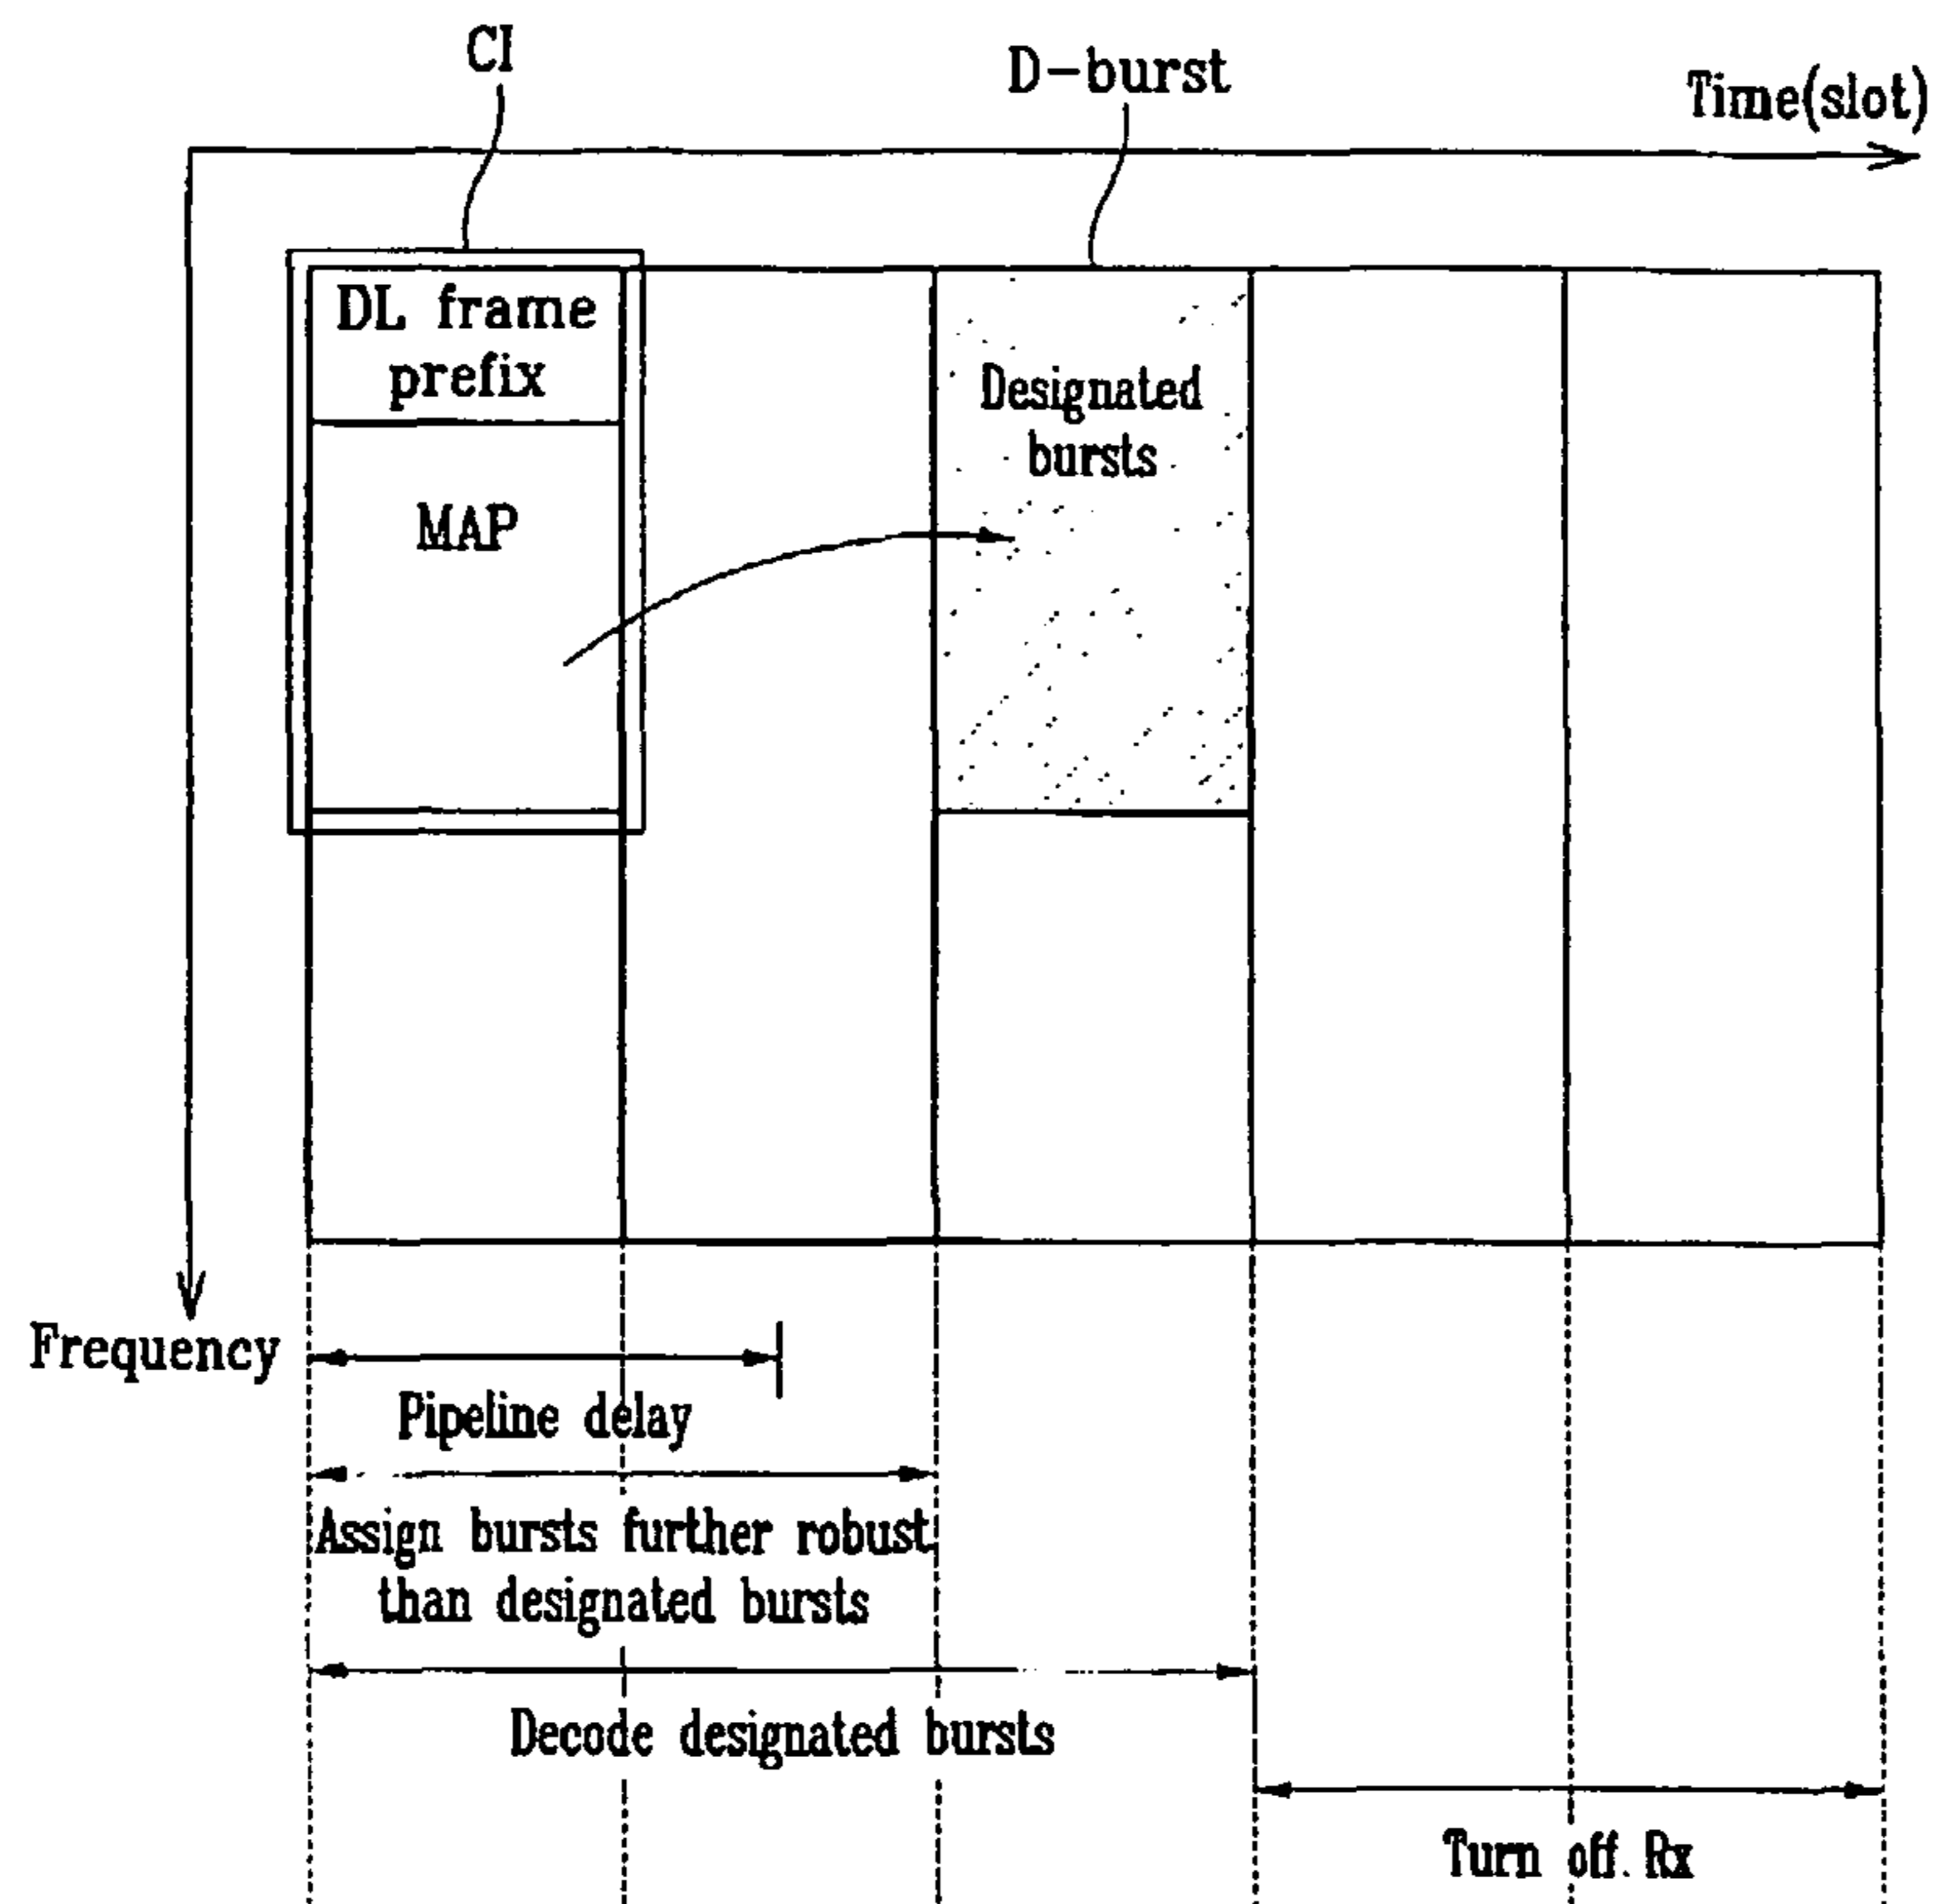 CI
D-burst
Time(slot)
DL frame
prefix
MAP
Designated
bursts
Frequency
Pipeline delay
Assign bursts further robust
than designated bursts
Decode designated bursts
Turn off Rx